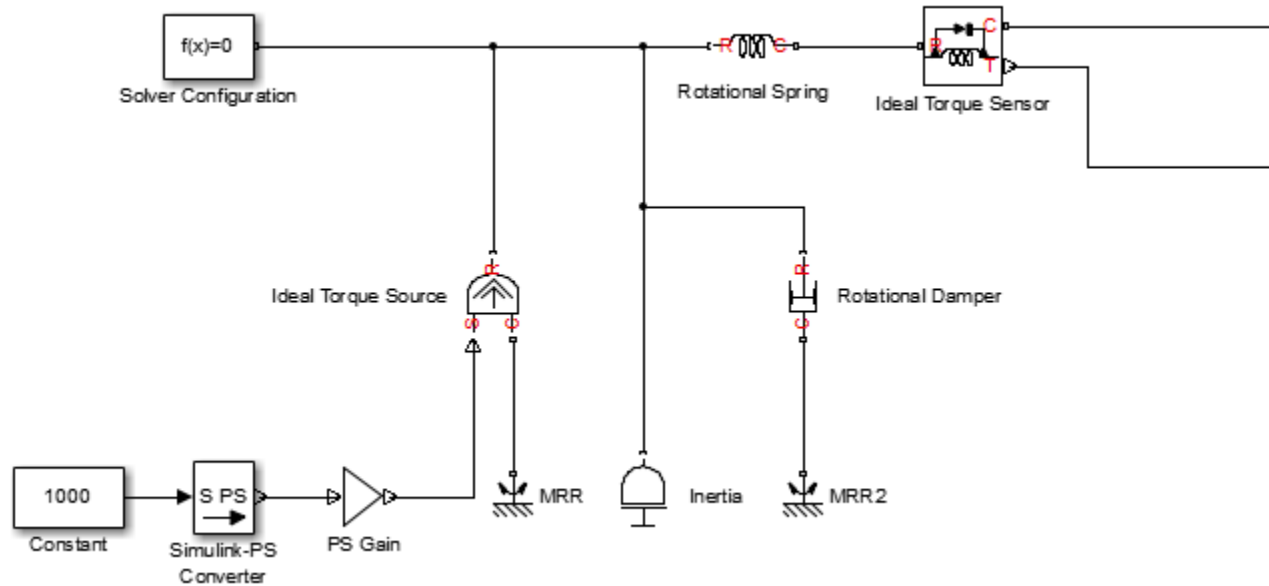 f(x)=0
Solver Configuration
R
C
Rotational Spring
R
C
T
Ideal Torque Sensor
Ideal Torque Source
R
S
C
R
C
Rotational Damper
1000
Constant
S PS
Simulink-PS
Converter
PS Gain
MRR
Inertia
MRR2